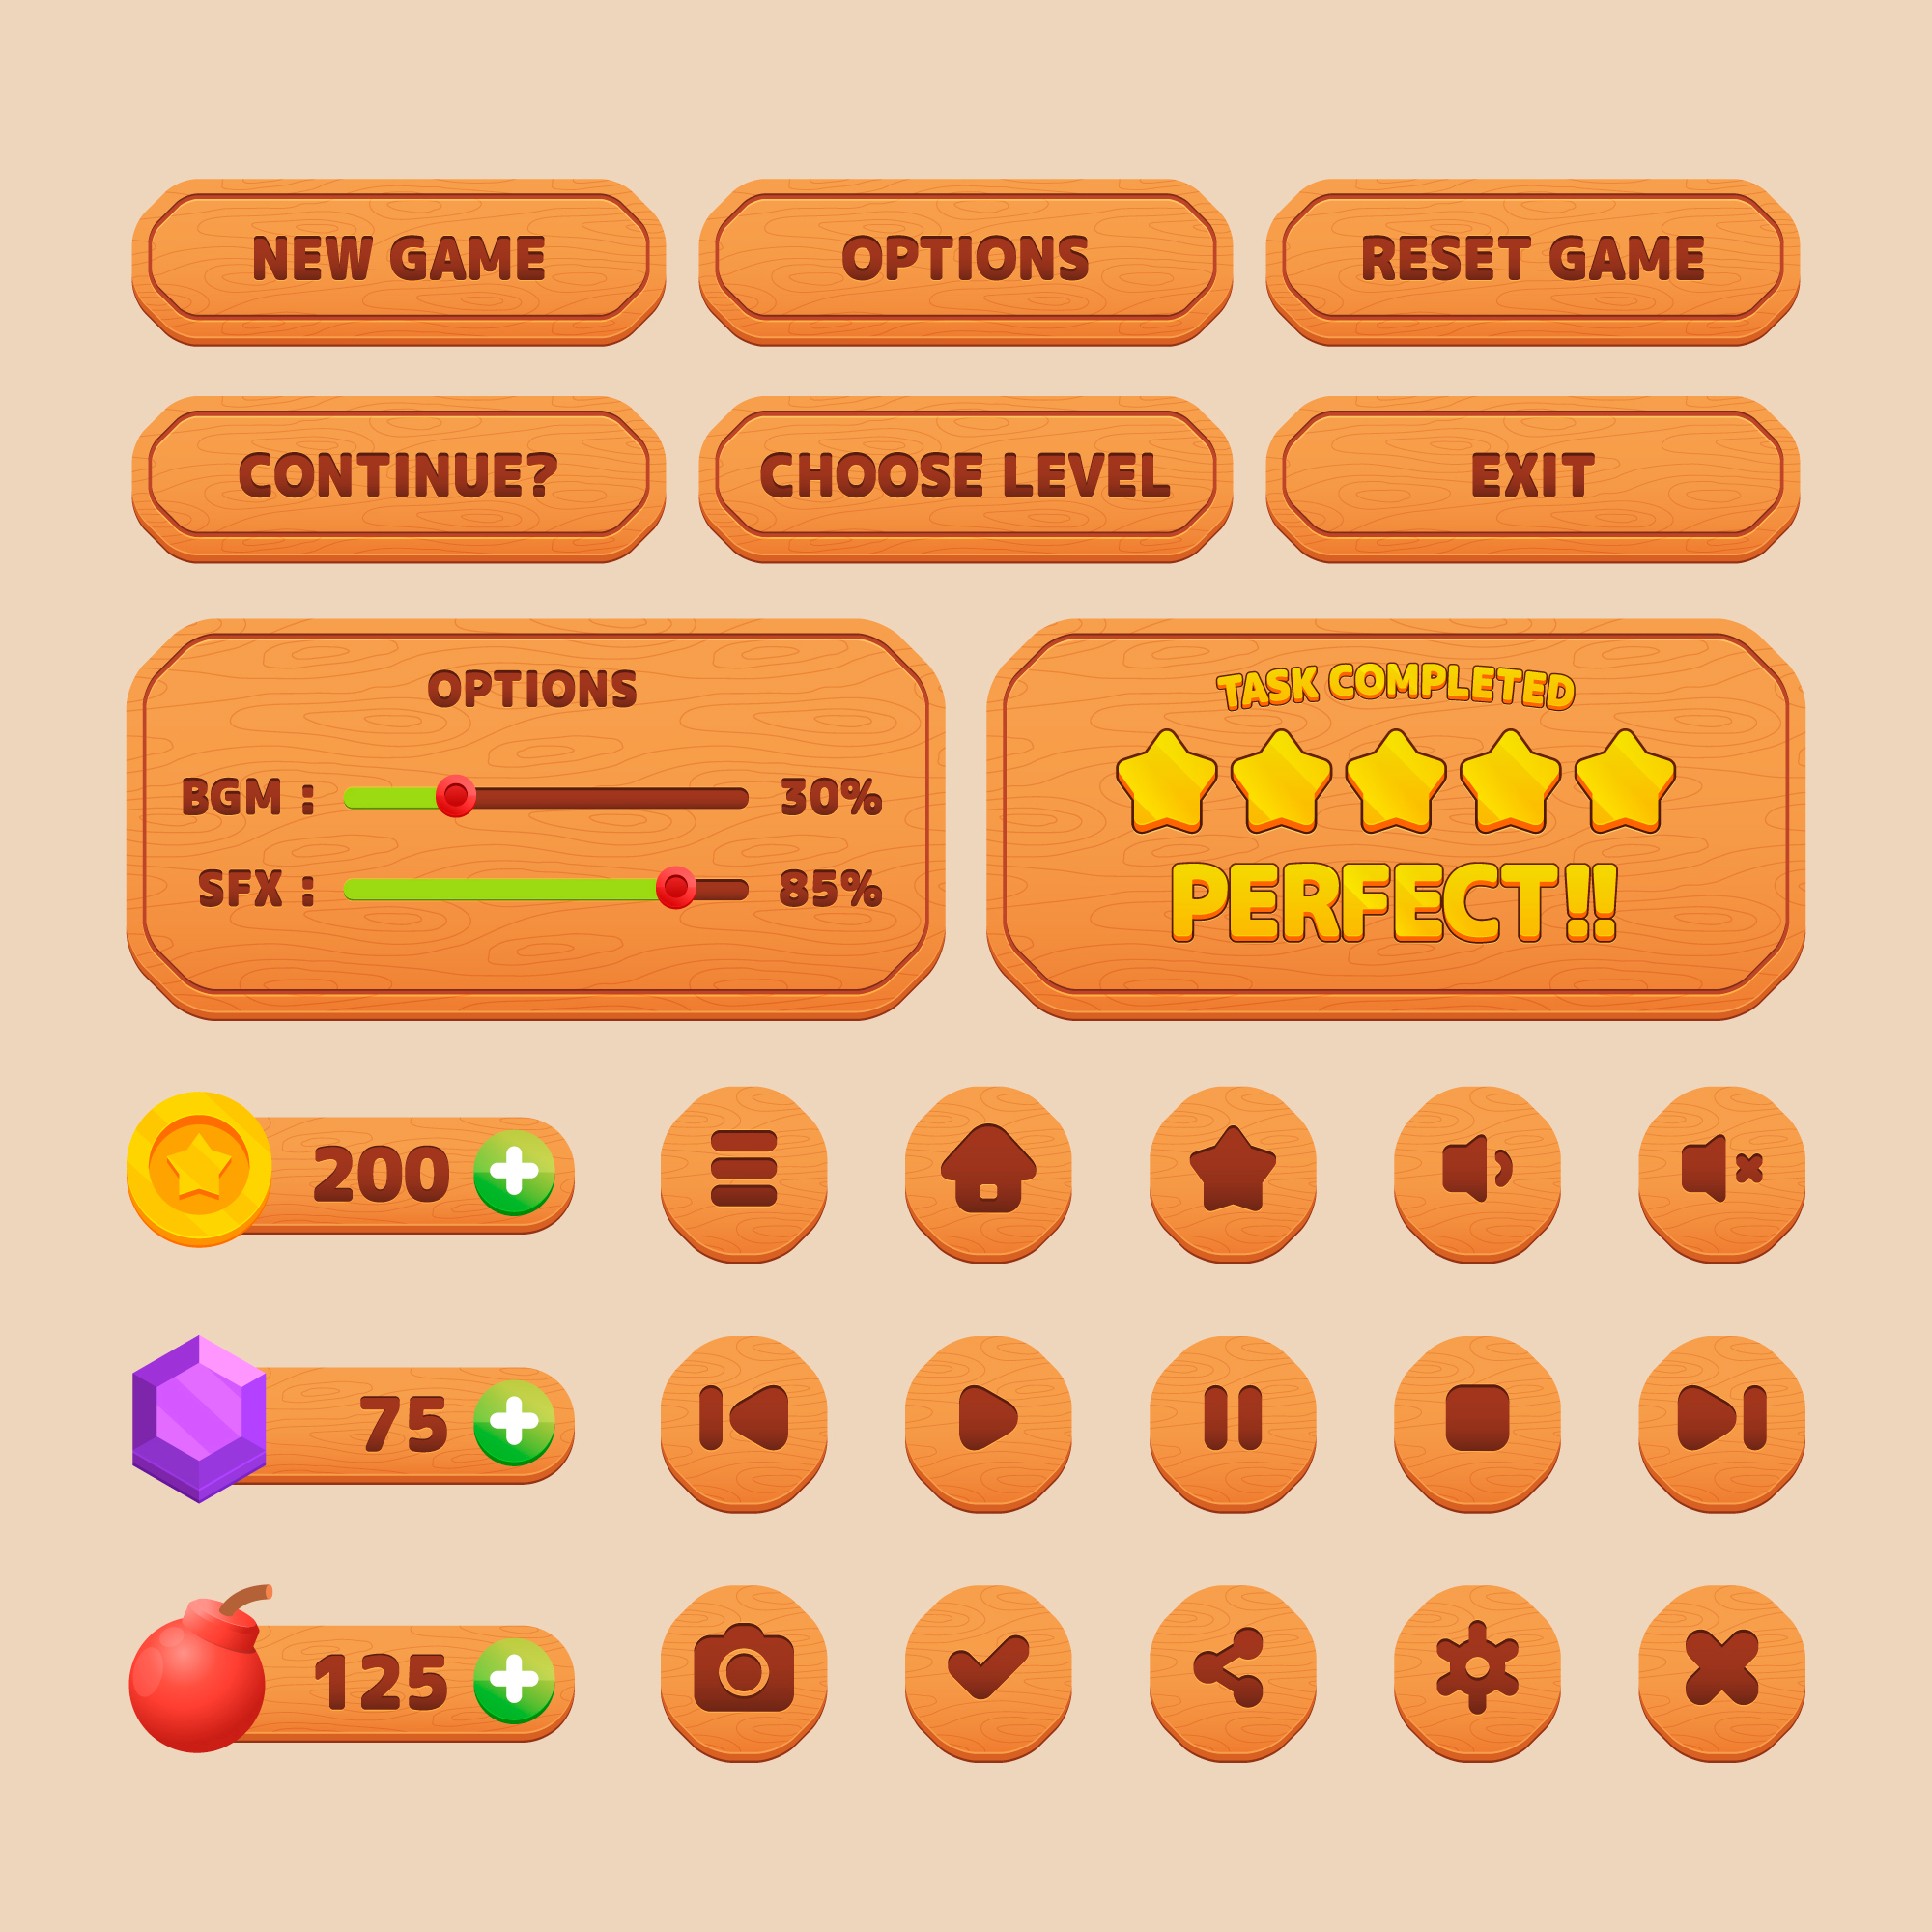 NEW GAME
OPTIONS
RESET GAME
CONTINUE?
CHOOSE LEVEL
EXIT
OPTIONS
BGM : 30%
SFX : 85%
TASK COMPLETED
PERFECT!!
200
75
125